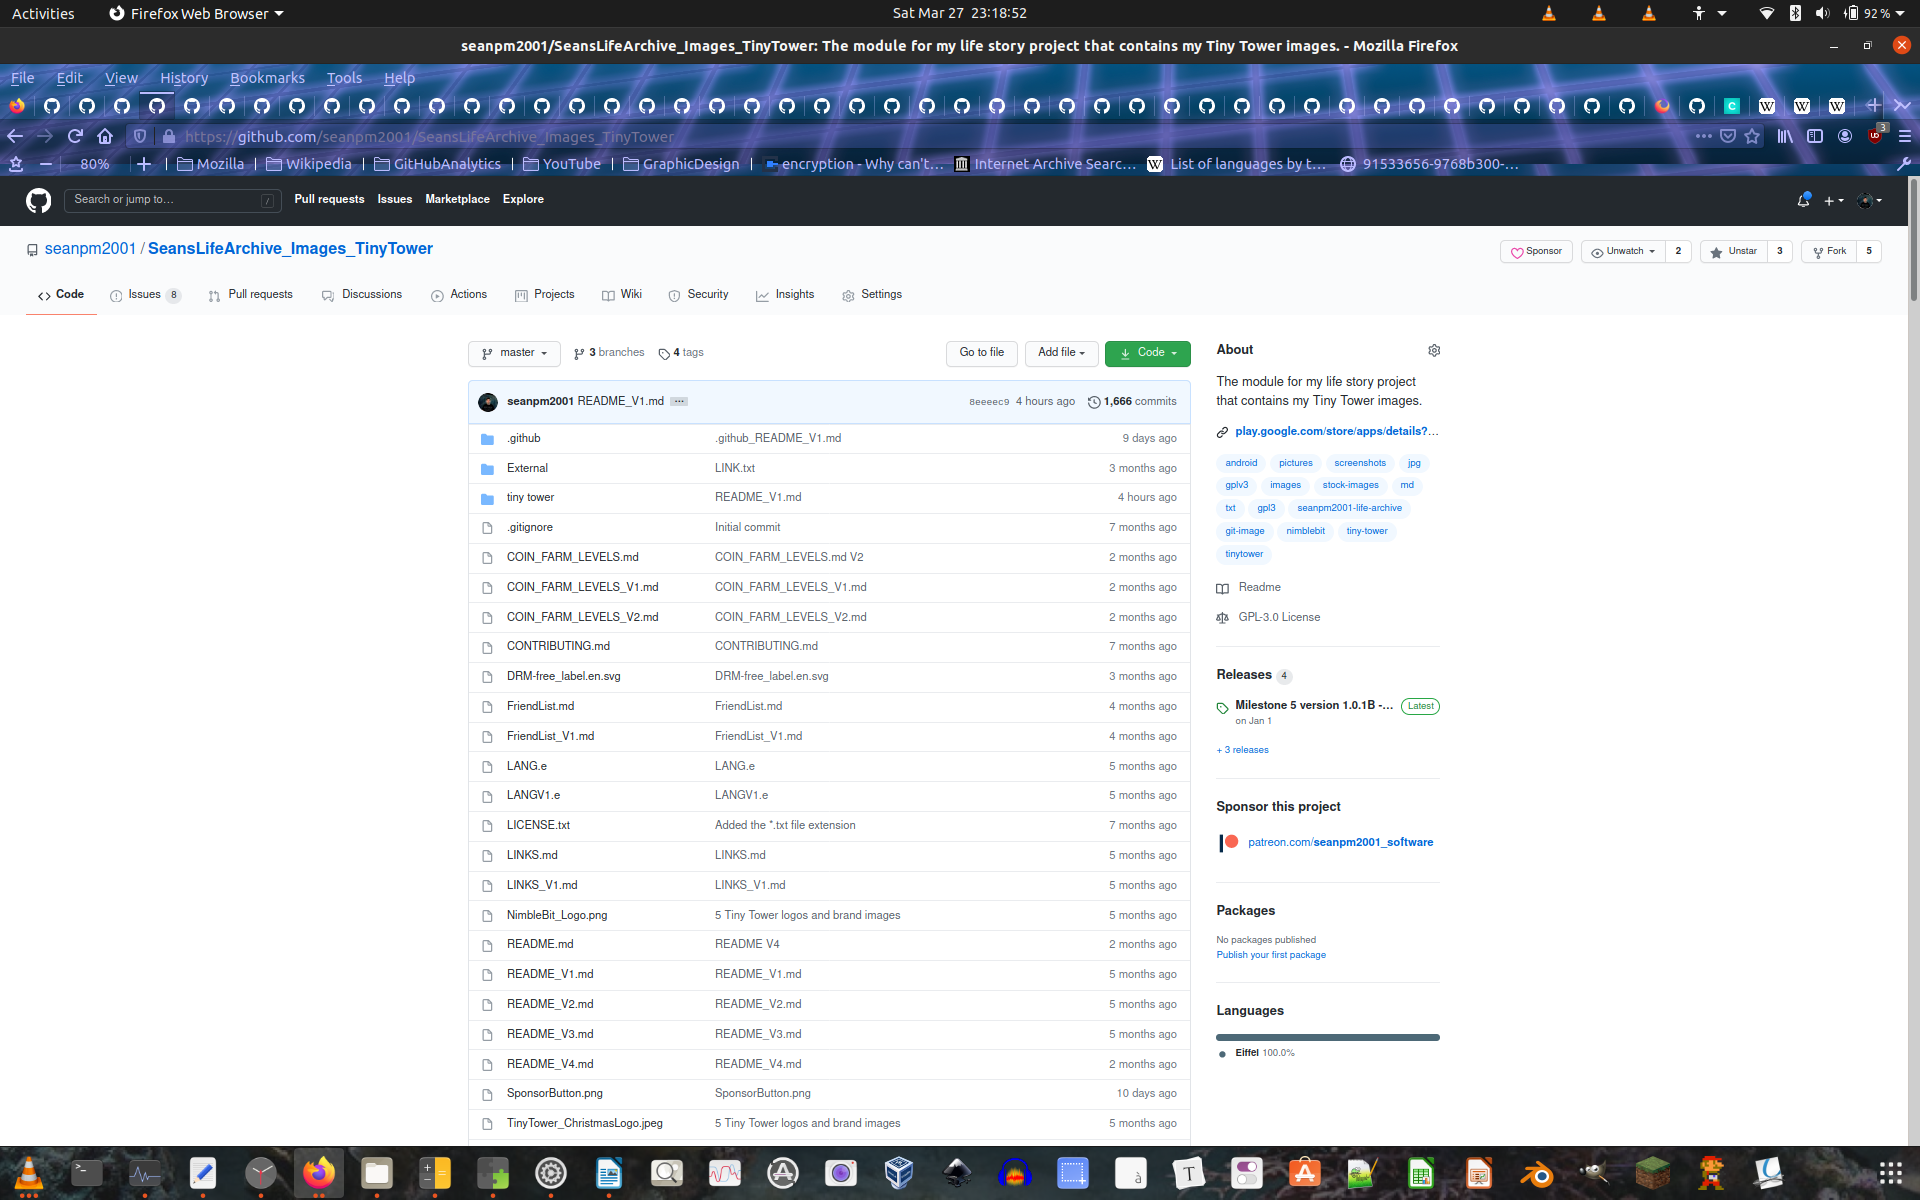 Activities Firefox Web Browser Sat Mar 27 23:18:52 92 %
seanpm2001/SeansLifeArchive_Images_TinyTower: The module for my life story project that contains my Tiny Tower images. - Mozilla Firefox
File Edit View History Bookmarks Tools Help
https://github.com/seanpm2001/SeansLifeArchive_Images_TinyTower 3
80% Mozilla Wikipedia GitHubAnalytics YouTube GraphicDesign encryption - Why can't… Internet Archive Searc… List of languages by t… 91533656-9768b300-…
Search or jump to… / Pull requests Issues Marketplace Explore
seanpm2001 / SeansLifeArchive_Images_TinyTower Sponsor Unwatch 2 Unstar 3 Fork 5
Code Issues 8 Pull requests Discussions Actions Projects Wiki Security Insights Settings
master 3 branches 4 tags Go to file Add file Code
seanpm2001 README_V1.md 8eeeec9 4 hours ago 1,666 commits
.github .github_README_V1.md 9 days ago
External LINK.txt 3 months ago
tiny tower README_V1.md 4 hours ago
.gitignore Initial commit 7 months ago
COIN_FARM_LEVELS.md COIN_FARM_LEVELS.md V2 2 months ago
COIN_FARM_LEVELS_V1.md COIN_FARM_LEVELS_V1.md 2 months ago
COIN_FARM_LEVELS_V2.md COIN_FARM_LEVELS_V2.md 2 months ago
CONTRIBUTING.md CONTRIBUTING.md 7 months ago
DRM-free_label.en.svg DRM-free_label.en.svg 3 months ago
FriendList.md FriendList.md 4 months ago
FriendList_V1.md FriendList_V1.md 4 months ago
LANG.e LANG.e 5 months ago
LANGV1.e LANGV1.e 5 months ago
LICENSE.txt Added the *.txt file extension 7 months ago
LINKS.md LINKS.md 5 months ago
LINKS_V1.md LINKS_V1.md 5 months ago
NimbleBit_Logo.png 5 Tiny Tower logos and brand images 5 months ago
README.md README V4 2 months ago
README_V1.md README_V1.md 5 months ago
README_V2.md README_V2.md 5 months ago
README_V3.md README_V3.md 5 months ago
README_V4.md README_V4.md 2 months ago
SponsorButton.png SponsorButton.png 10 days ago
TinyTower_ChristmasLogo.jpeg 5 Tiny Tower logos and brand images 5 months ago
About
The module for my life story project
that contains my Tiny Tower images.
play.google.com/store/apps/details?…
android pictures screenshots jpg
gplv3 images stock-images md
txt gpl3 seanpm2001-life-archive
git-image nimblebit tiny-tower
tinytower
Readme
GPL-3.0 License
Releases 4
Milestone 5 version 1.0.1B -… Latest
on Jan 1
+ 3 releases
Sponsor this project
patreon.com/seanpm2001_software
Packages
No packages published
Publish your first package
Languages
Eiffel 100.0%